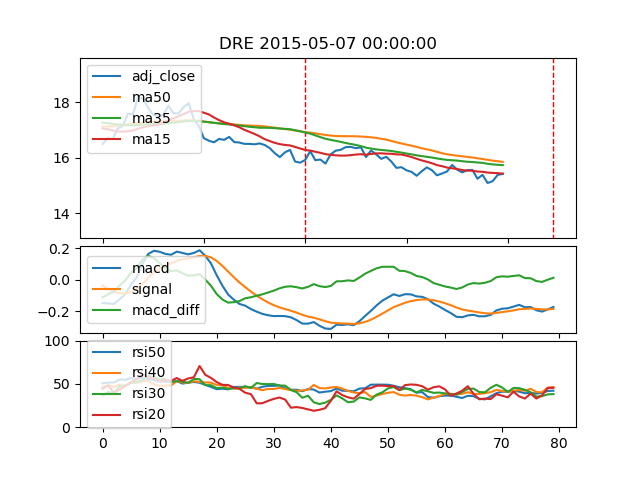 DRE 2015-05-07 00:00:00
adj_close
ma50
ma35
ma15
18
16
14
macd
signal
macd_diff
0.2
0.0
−0.2
rsi50
rsi40
rsi30
rsi20
100
50
0
0 10 20 30 40 50 60 70 80